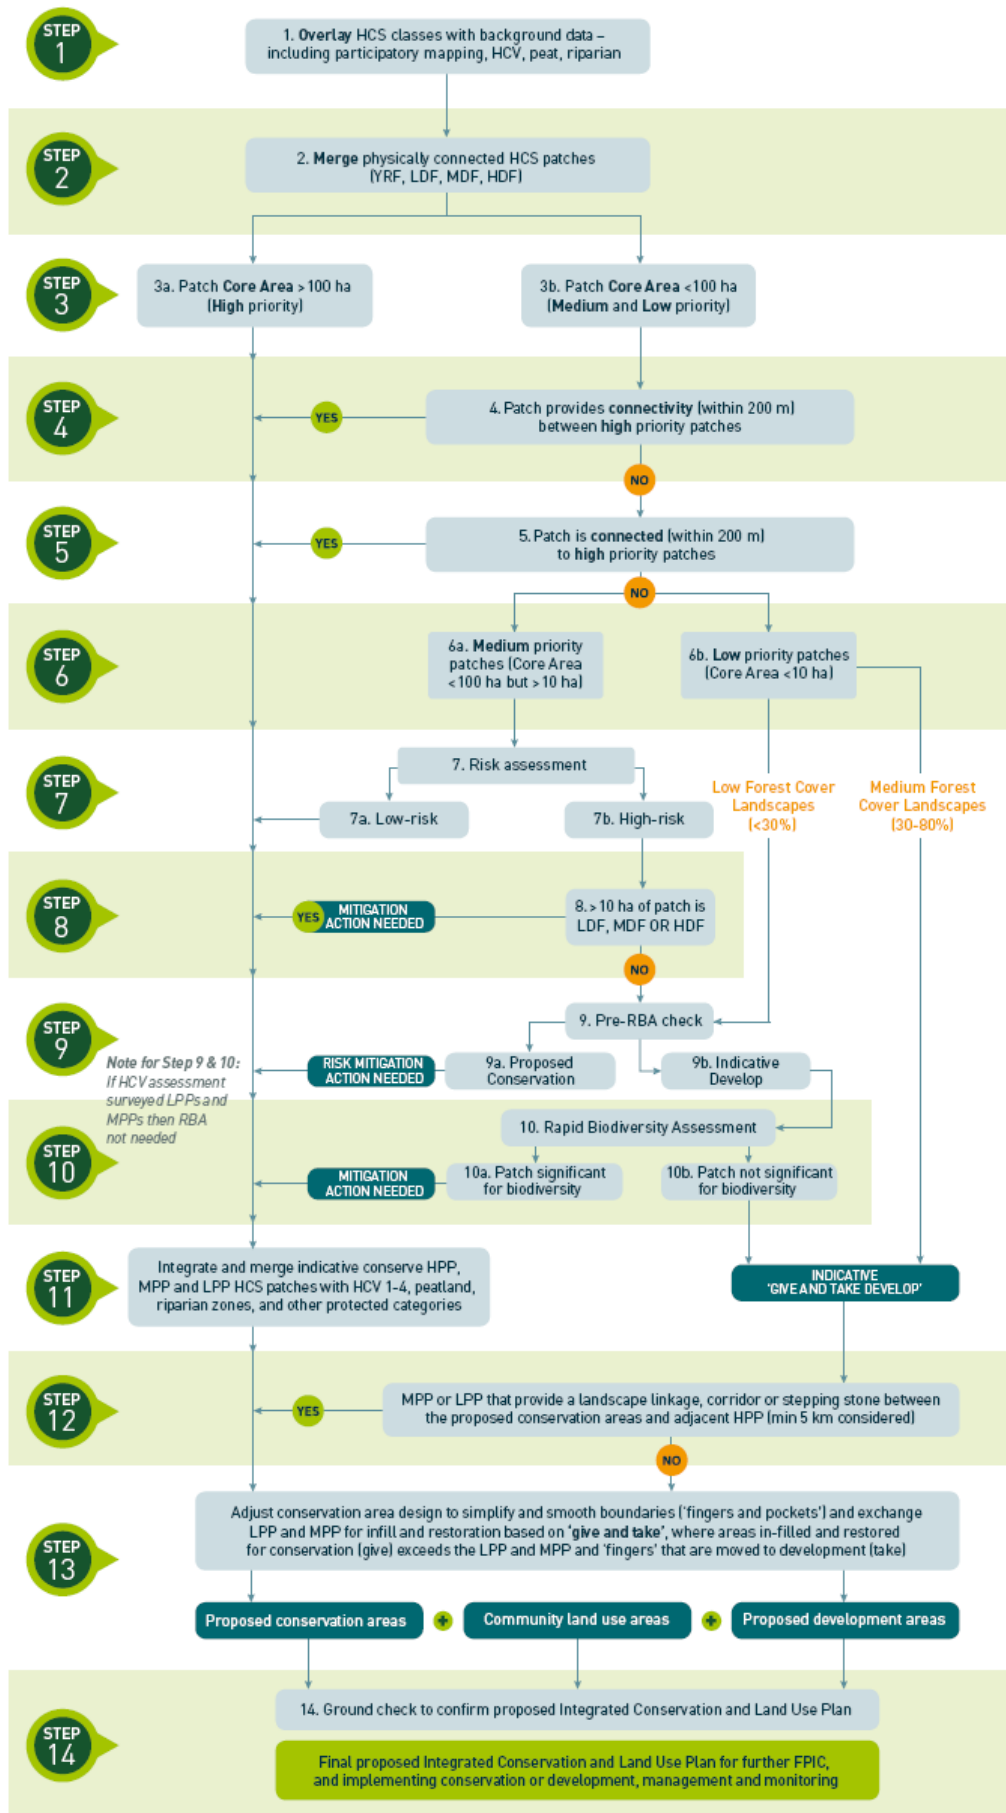 STEP
1
1. Overlay HCS classes with background data –
including participatory mapping, HCV, peat, riparian
STEP
2
2. Merge physically connected HCS patches
(YRF, LDF, MDF, HDF)
STEP
3
3a. Patch Core Area > 100 ha
(High priority)
3b. Patch Core Area <100 ha
(Medium and Low priority)
STEP
4
YES
4. Patch provides connectivity (within 200 m)
between high priority patches
NO
STEP
5
YES
5. Patch is connected (within 200 m)
to high priority patches
NO
STEP
6
6a. Medium priority
patches (Core Area
<100 ha but > 10 ha)
6b. Low priority patches
(Core Area <10 ha)
STEP
7
7. Risk assessment
7a. Low-risk
7b. High-risk
Low Forest Cover
Landscapes
(<30%)
Medium Forest
Cover Landscapes
(30-80%)
STEP
8
YES
MITIGATION
ACTION NEEDED
8. > 10 ha of patch is
LDF, MDF OR HDF
NO
STEP
9
9. Pre-RBA check
Note for Step 9 & 10:
If HCV assessment
surveyed LPPs and
MPPs then RBA
not needed
RISK MITIGATION
ACTION NEEDED
9a. Proposed
Conservation
9b. Indicative
Develop
STEP
10
10. Rapid Biodiversity Assessment
MITIGATION
ACTION NEEDED
10a. Patch significant
for biodiversity
10b. Patch not significant
for biodiversity
STEP
11
Integrate and merge indicative conserve HPP,
MPP and LPP HCS patches with HCV 1-4, peatland,
riparian zones, and other protected categories
INDICATIVE
'GIVE AND TAKE DEVELOP'
STEP
12
YES
MPP or LPP that provide a landscape linkage, corridor or stepping stone between
the proposed conservation areas and adjacent HPP (min 5 km considered)
NO
STEP
13
Adjust conservation area design to simplify and smooth boundaries ('fingers and pockets') and exchange
LPP and MPP for infill and restoration based on 'give and take', where areas in-filled and restored
for conservation (give) exceeds the LPP and MPP and 'fingers' that are moved to development (take)
Proposed conservation areas + Community land use areas + Proposed development areas
STEP
14
14. Ground check to confirm proposed Integrated Conservation and Land Use Plan
Final proposed Integrated Conservation and Land Use Plan for further FPIC,
and implementing conservation or development, management and monitoring